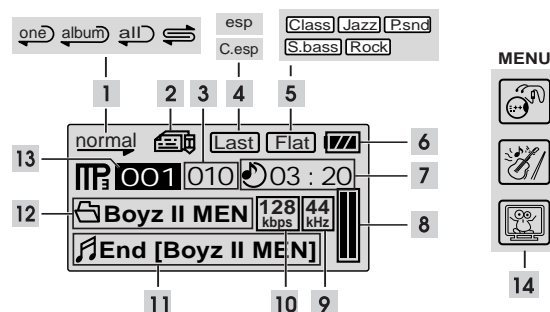 one album all esp Class Jazz P.snd
C.esp S.bass Rock
MENU
1 2 3 4 5
normal Last Flat 6
13 MP3 001 010 03 : 20 7
12 Boyz II MEN 128 kbps 44 kHz 8
End [Boyz II MEN]
11 10 9 14